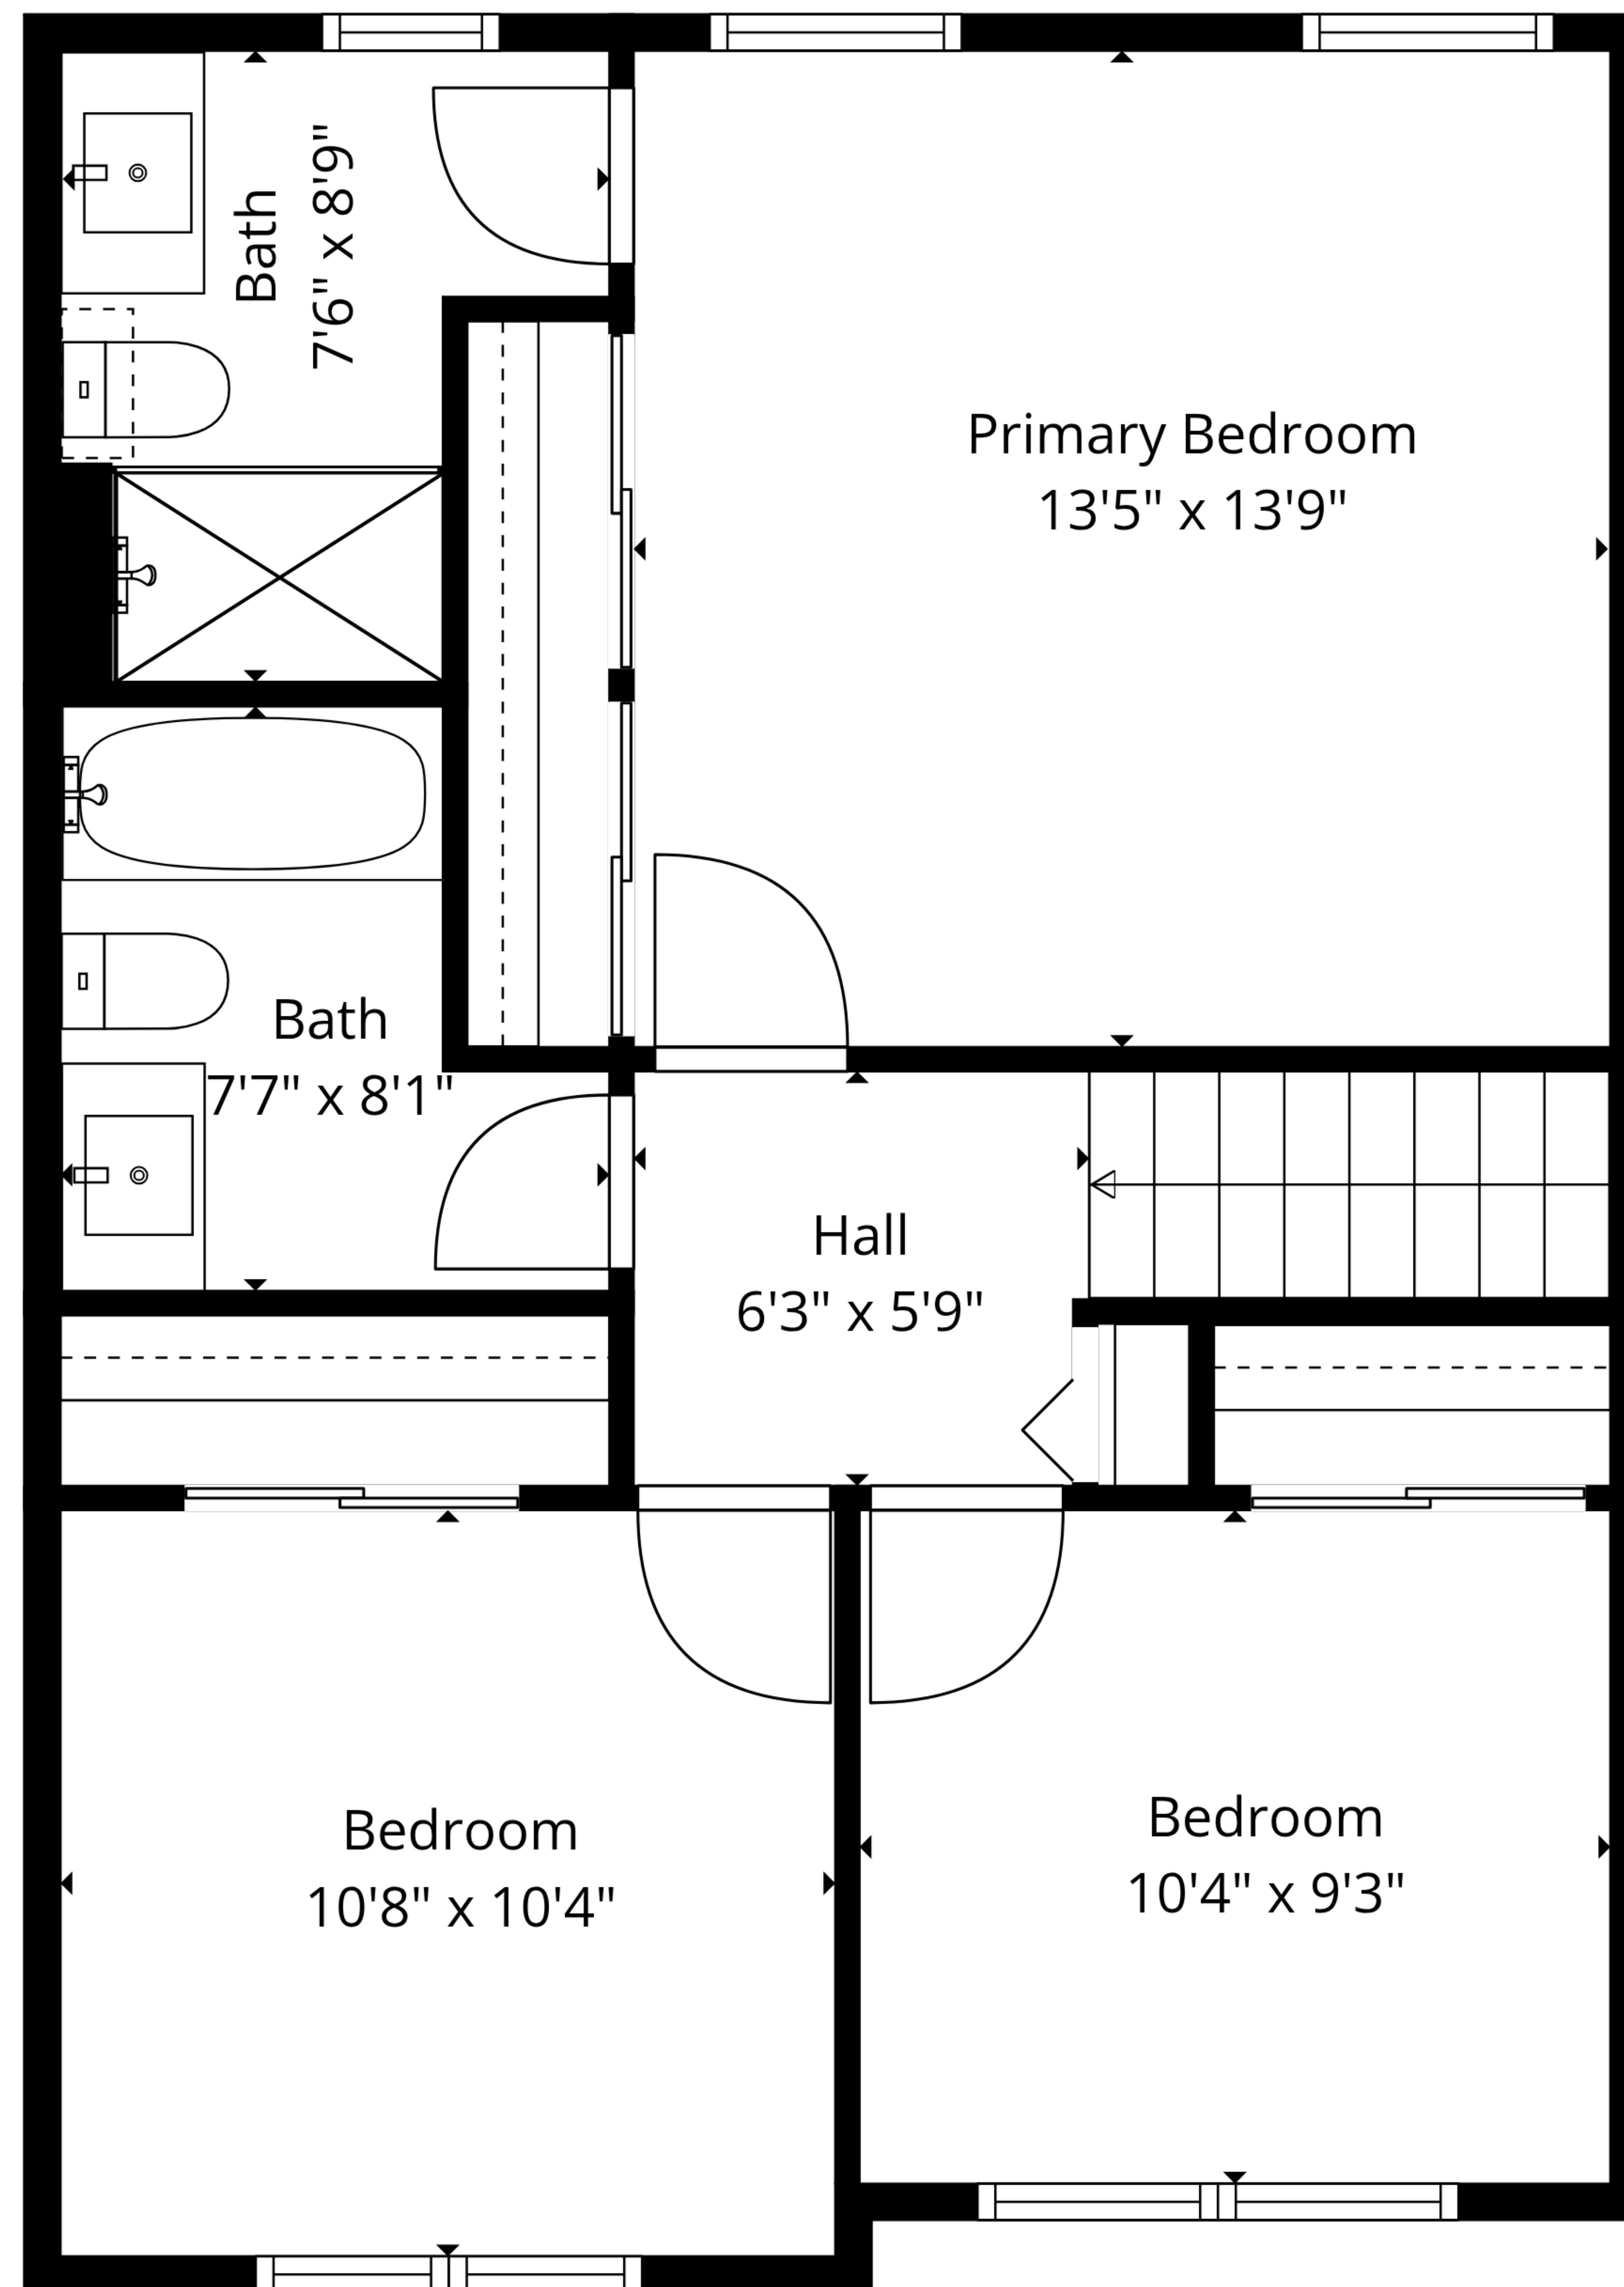 Bath
7'6" x 8'9"
Primary Bedroom
13'5" x 13'9"
Bath
7'7" x 8'1"
Hall
6'3" x 5'9"
Bedroom
10'8" x 10'4"
Bedroom
10'4" x 9'3"